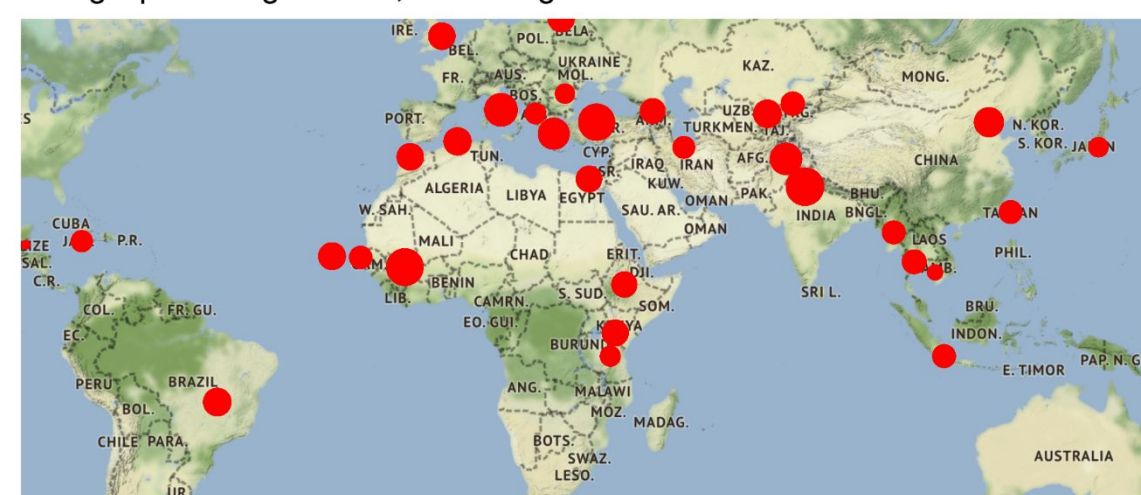 IRE.
BEL.
POL.
BELA.
UKRAINE
MOL.
KAZ.
MONG.
FR.
AUS.
BOS.
PORT.
TUN.
CYP.
UZB.
TURKMEN.
TAJ.
N. KOR.
S. KOR.
CHINA
AFG.
IRAQ
IRAN
KUW.
PAK.
BHU.
ALGERIA
LIBYA
EGYPT
SAU. AR.
OMAN
OMAN
INDIA
BNGL.
LAOS
W. SAH.
CUBA
P.R.
SAL.
C.R.
MALI
CHAD
ERIT.
DJI.
PHIL.
LIB.
BENIN
CAMRN.
S. SUD.
SOM.
SRI L.
COL.
FR. GU.
EO. GUI.
BRU.
INDON.
EC.
PERU
BRAZIL
ANG.
MALAWI
E. TIMOR
PAP. N. G
BOL.
MOZ.
MADAG.
CHILE
PARA.
BOTS.
SWAZ.
LESO.
AUSTRALIA
UR.